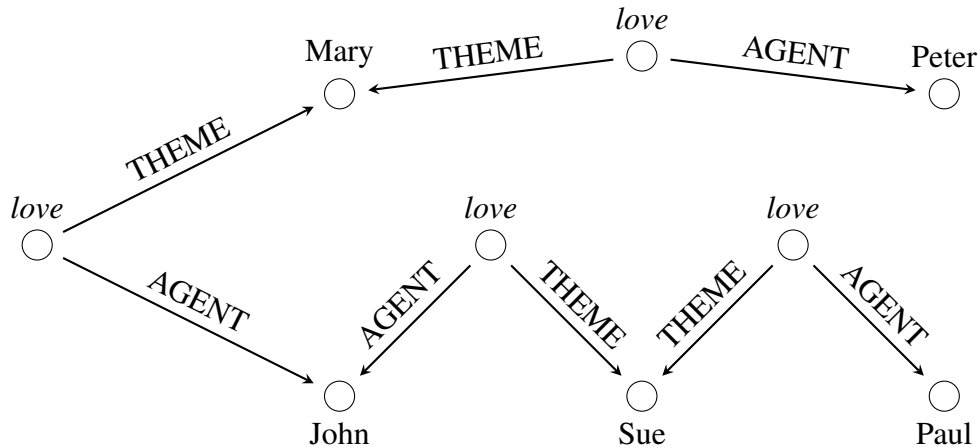 love
Mary THEME AGENT Peter
THEME
love love love
AGENT AGENT THEME THEME AGENT
John Sue Paul